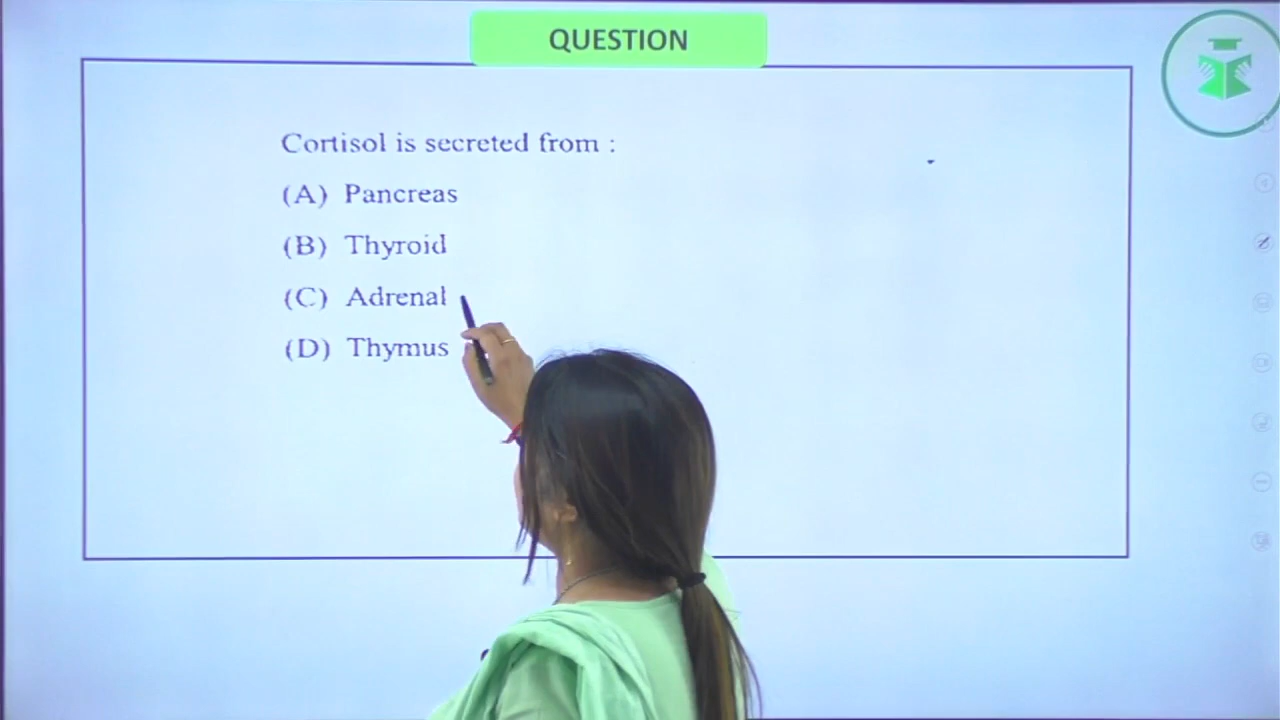 QUESTION
Cortisol is secreted from :
(A) Pancreas
(B) Thyroid
(C) Adrenal
(D) Thymus